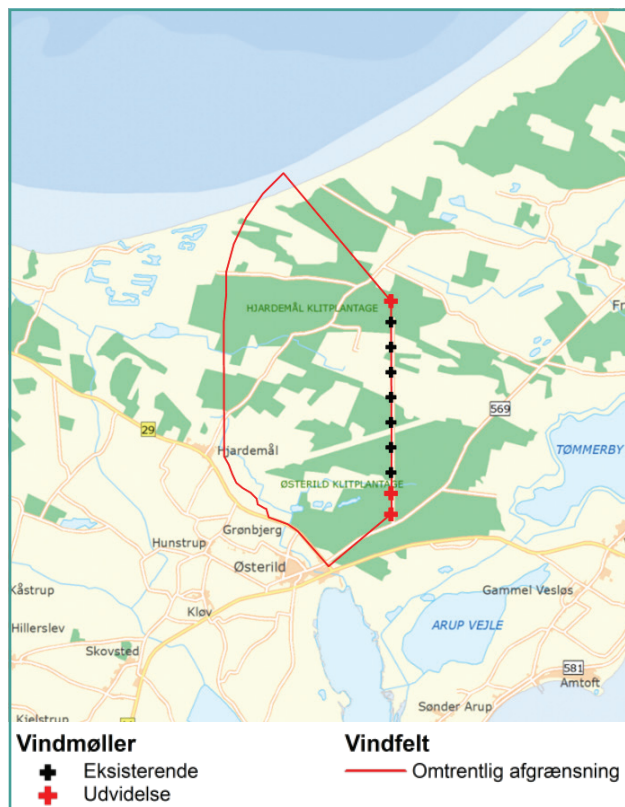 HJARDEMÅL KLITPLANTAGE
Fr
569
29
TØMMERBY
Hjardemål
ØSTERILD KLITPLANTAGE
Grønbjerg
Hunstrup
Østerild
Kåstrup
Gammel Vesløs
Kløv
Hillerslev
ARUP VEJLE
Skovsted
581
Amtoft
Sønder Arup
Kjelstrup
Vindmøller
Vindfelt
Eksisterende
Omtrentlig afgrænsning
Udvidelse